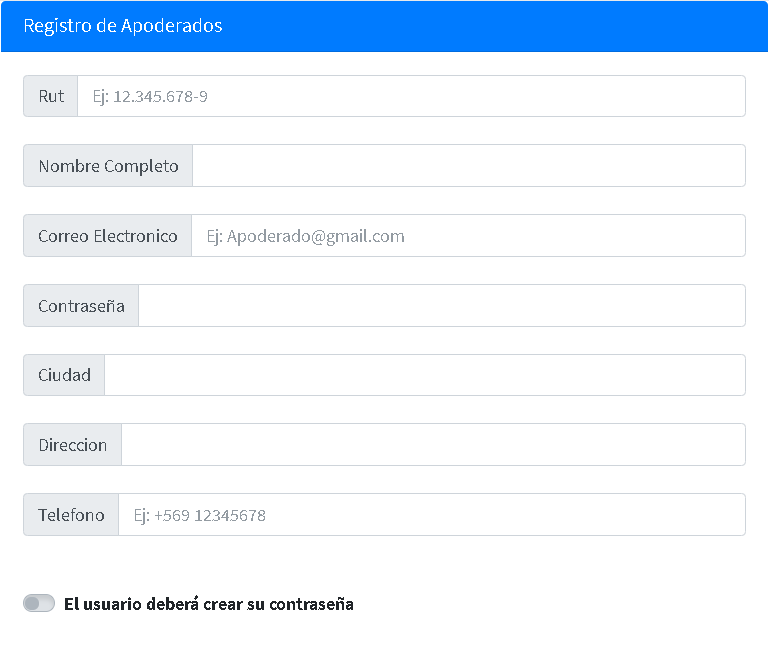 Registro de Apoderados
Rut Ej: 12.345.678-9
Nombre Completo
Correo Electronico Ej: Apoderado@gmail.com
Contraseña
Ciudad
Direccion
Telefono Ej: +569 12345678
El usuario deberá crear su contraseña